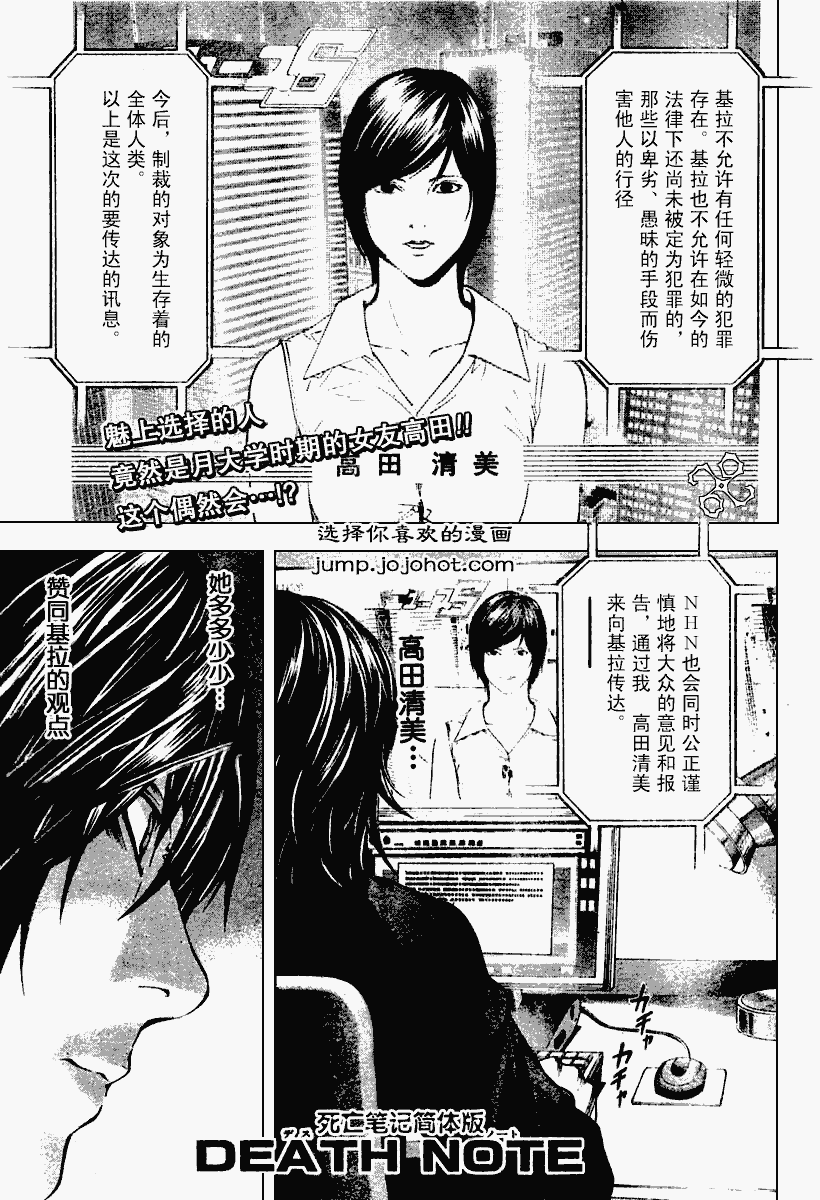 基拉不允许有任何轻微的犯罪
存在。基拉也不允许在如今的
法律下还尚未被定为犯罪的，
那些以卑劣、愚昧的手段而伤
害他人的行径
今后，制裁的对象为生存着的
全体人类。
以上是这次的要传达的讯息。
魅上选择的人
竟然是月大学时期的女友高田!!
这个偶然会…!?
高田 清美
选择你喜欢的漫画
jump.jojohot.com
NHN也会同时公正谨
慎地将大众的意见和报
告，通过我 高田清美
来向基拉传达。
高田清美…
カチャ
カチャ
她多多少少…
赞同基拉的观点
死亡笔记简体版
デス ノート
DEATH NOTE